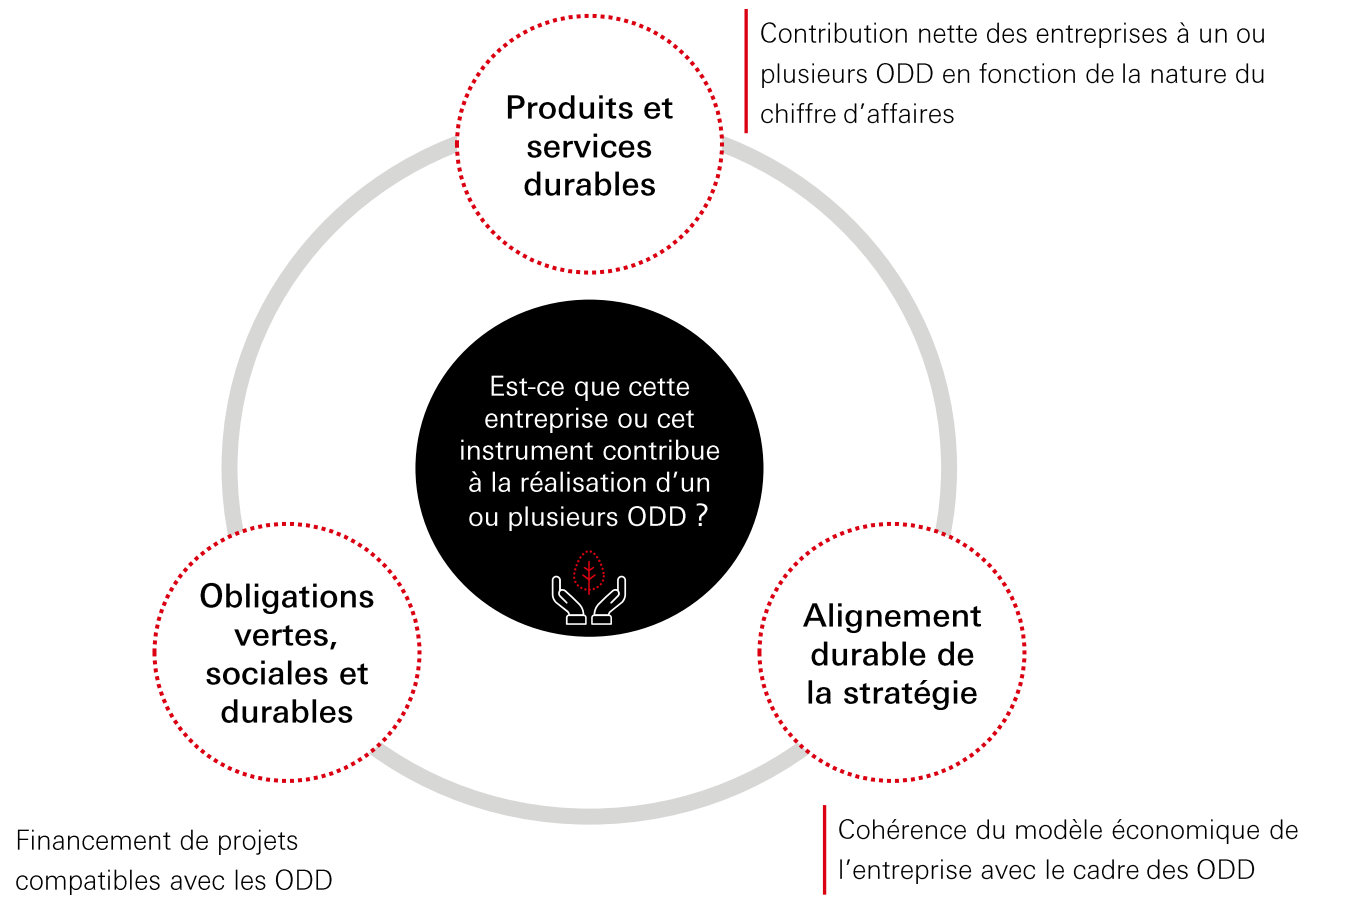 Contribution nette des entreprises à un ou
plusieurs ODD en fonction de la nature du
chiffre d’affaires
Produits et
services
durables
Est-ce que cette
entreprise ou cet
instrument contribue
à la réalisation d’un
ou plusieurs ODD ?
Obligations
vertes,
sociales et
durables
Alignement
durable de
la stratégie
Financement de projets
compatibles avec les ODD
Cohérence du modèle économique de
l’entreprise avec le cadre des ODD